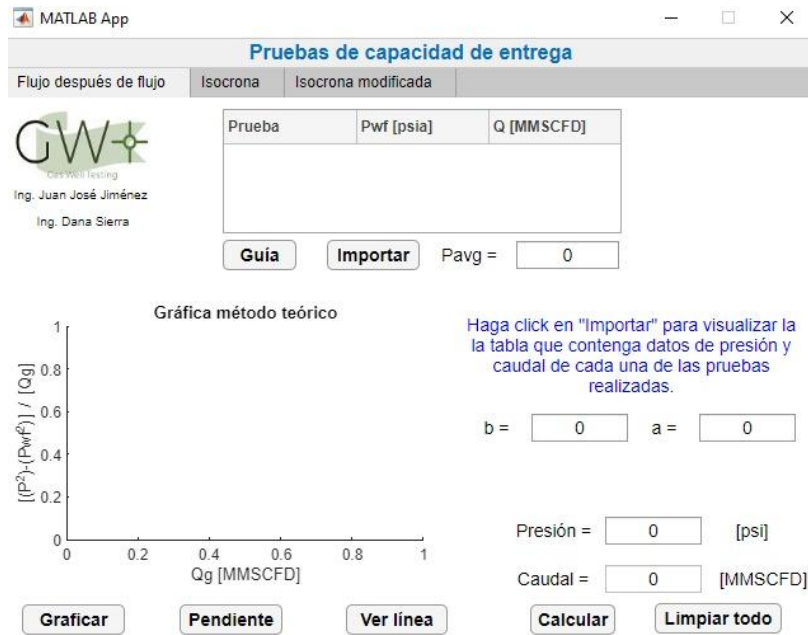 MATLAB App
Pruebas de capacidad de entrega
Flujo después de flujo Isocrona Isocrona modificada
GW
Gas Well Testing
Ing. Juan José Jiménez
Ing. Dana Sierra
Prueba Pwf [psia] Q [MMSCFD]
Guía Importar Pavg = 0
Gráfica método teórico
1
0.8
0.6
0.4
0.2
0
[(P²)-(Pwf²)] / [Qg]
0 0.2 0.4 0.6 0.8 1
Qg [MMSCFD]
Haga click en "Importar" para visualizar la
la tabla que contenga datos de presión y
caudal de cada una de las pruebas
realizadas.
b = 0 a = 0
Presión = 0 [psi]
Caudal = 0 [MMSCFD]
Graficar Pendiente Ver línea Calcular Limpiar todo